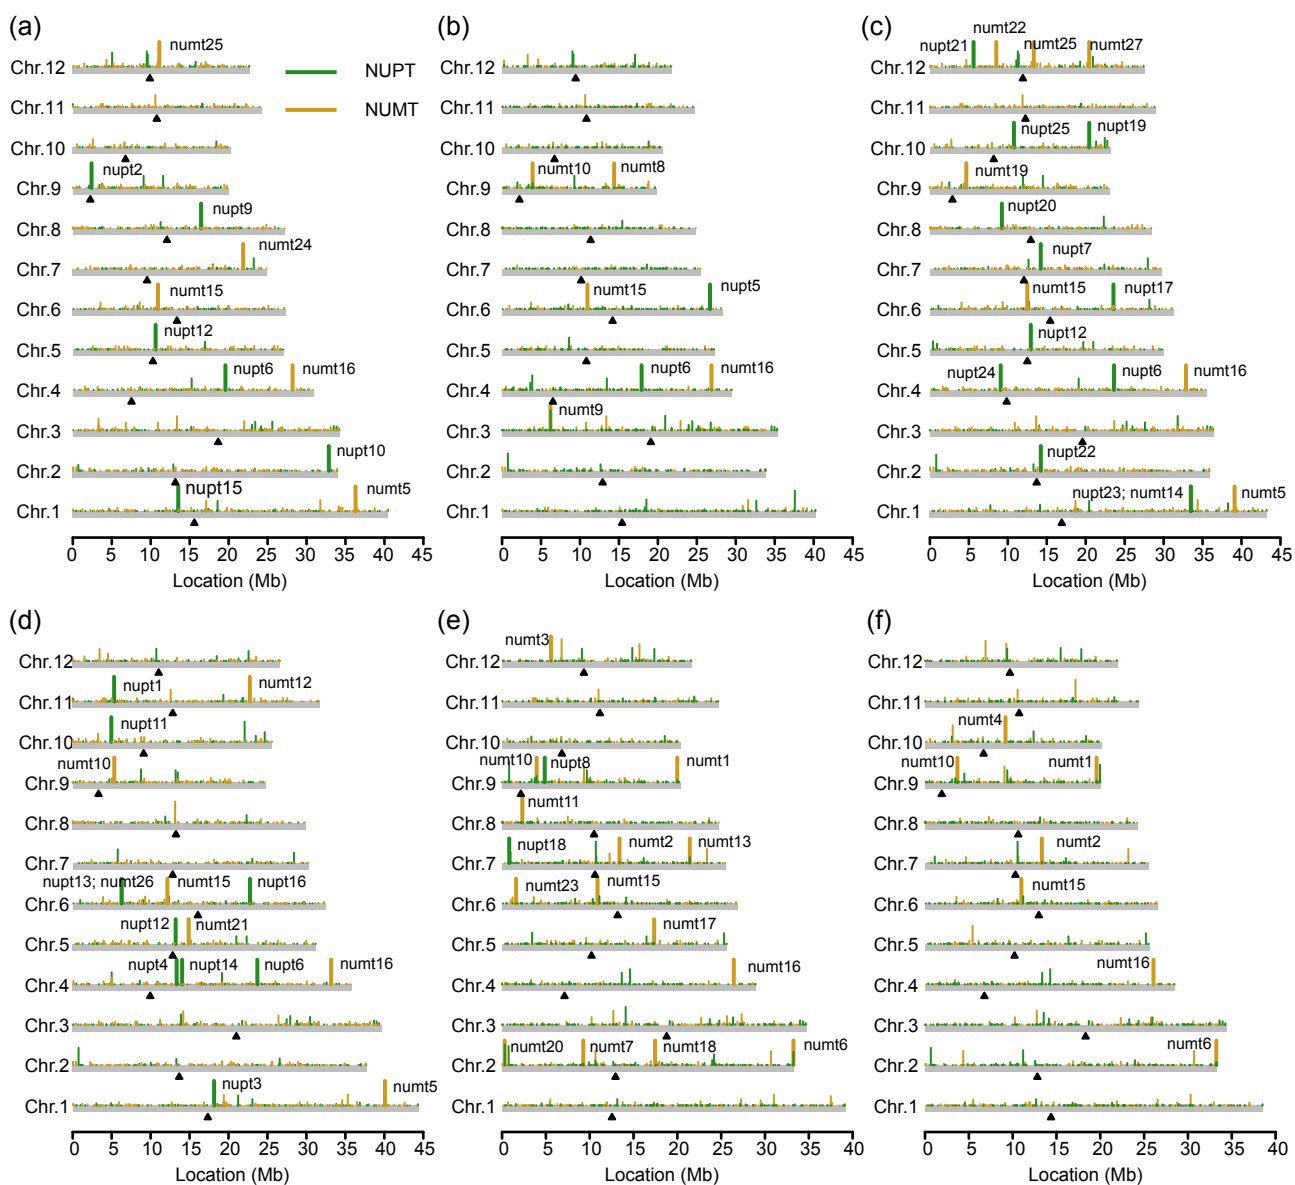 (a)
numt25
Chr.12
Chr.11
Chr.10
nupt2
Chr.9
nupt9
Chr.8
numt24
Chr.7
numt15
Chr.6
nupt12
Chr.5
nupt6 numt16
Chr.4
Chr.3
nupt10
Chr.2
nupt15 numt5
Chr.1
0 5 10 15 20 25 30 35 40 45
Location (Mb)
NUPT
NUMT
(b)
Chr.12
Chr.11
Chr.10
numt10 numt8
Chr.9
Chr.8
Chr.7
numt15 nupt5
Chr.6
Chr.5
nupt6 numt16
Chr.4
numt9
Chr.3
Chr.2
Chr.1
0 5 10 15 20 25 30 35 40 45
Location (Mb)
(c)
numt22
nupt21 numt25 numt27
Chr.12
Chr.11
nupt25 nupt19
Chr.10
numt19
Chr.9
nupt20
Chr.8
nupt7
Chr.7
numt15 nupt17
Chr.6
nupt12
Chr.5
nupt24 nupt6 numt16
Chr.4
Chr.3
nupt22
Chr.2
nupt23; numt14 numt5
Chr.1
0 5 10 15 20 25 30 35 40 45
Location (Mb)
(d)
Chr.12
nupt1 numt12
Chr.11
nupt11
Chr.10
numt10
Chr.9
Chr.8
Chr.7
nupt13; numt26 numt15 nupt16
Chr.6
nupt12 numt21
Chr.5
nupt4 nupt14 nupt6 numt16
Chr.4
Chr.3
Chr.2
nupt3 numt5
Chr.1
0 5 10 15 20 25 30 35 40 45
Location (Mb)
(e)
numt3
Chr.12
Chr.11
Chr.10
numt10 nupt8 numt1
Chr.9
numt11
Chr.8
nupt18 numt2 numt13
Chr.7
numt23 numt15
Chr.6
numt17
Chr.5
numt16
Chr.4
Chr.3
numt20 numt7 numt18 numt6
Chr.2
Chr.1
0 5 10 15 20 25 30 35 40
Location (Mb)
(f)
Chr.12
Chr.11
numt4
Chr.10
numt10 numt1
Chr.9
Chr.8
numt2
Chr.7
numt15
Chr.6
Chr.5
numt16
Chr.4
Chr.3
numt6
Chr.2
Chr.1
0 5 10 15 20 25 30 35 40
Location (Mb)